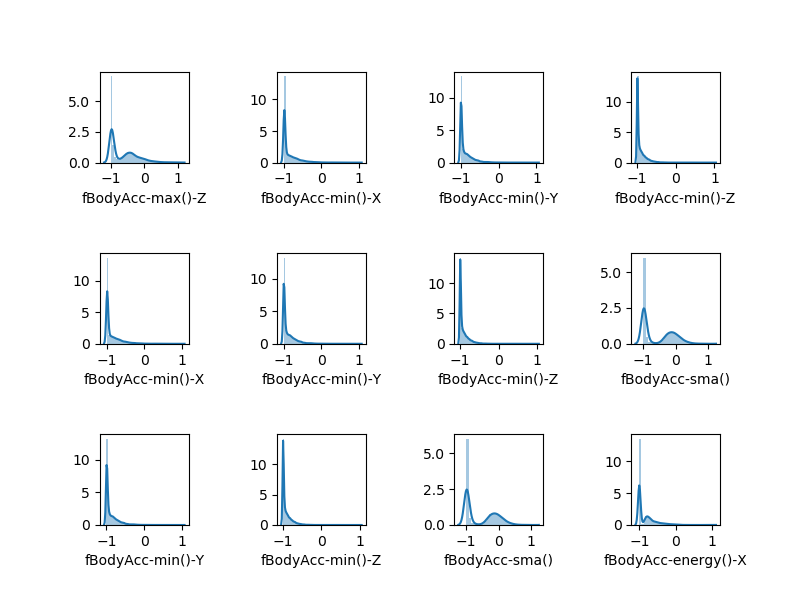 5.0
2.5
0.0
−1 0 1
fBodyAcc-max()-Z
10
5
0
−1 0 1
fBodyAcc-min()-X
10
5
0
−1 0 1
fBodyAcc-min()-Y
10
5
0
−1 0 1
fBodyAcc-min()-Z
10
5
0
−1 0 1
fBodyAcc-min()-X
10
5
0
−1 0 1
fBodyAcc-min()-Y
10
5
0
−1 0 1
fBodyAcc-min()-Z
5.0
2.5
0.0
−1 0 1
fBodyAcc-sma()
10
5
0
−1 0 1
fBodyAcc-min()-Y
10
5
0
−1 0 1
fBodyAcc-min()-Z
5.0
2.5
0.0
−1 0 1
fBodyAcc-sma()
10
5
0
−1 0 1
fBodyAcc-energy()-X